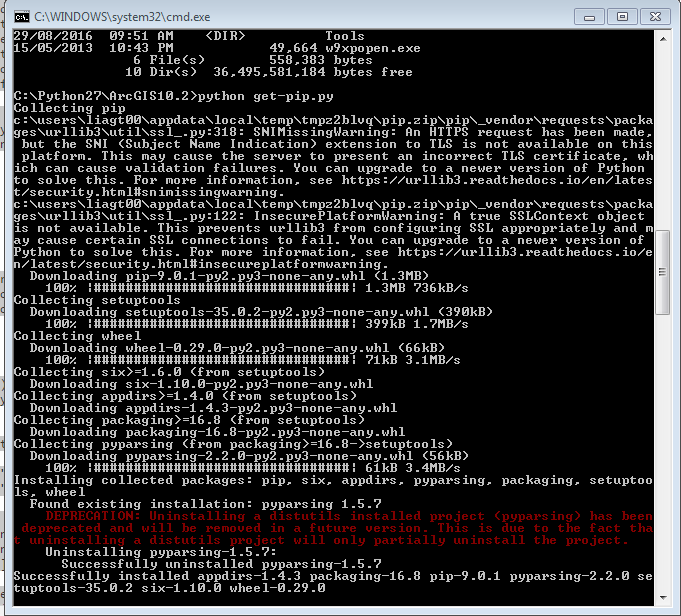 C:\WINDOWS\system32\cmd.exe
29/08/2016  09:51 AM    <DIR>          Tools
15/05/2013  10:43 PM            49,664 w9xpopen.exe
               6 File(s)        558,383 bytes
              10 Dir(s)  36,495,581,184 bytes free
C:\Python27\ArcGIS10.2>python get-pip.py
Collecting pip
c:\users\liagt00\appdata\local\temp\tmpz2blvq\pip.zip\pip\_vendor\requests\packa
ges\urllib3\util\ssl_.py:318: SNIMissingWarning: An HTTPS request has been made,
 but the SNI (Subject Name Indication) extension to TLS is not available on this
 platform. This may cause the server to present an incorrect TLS certificate, wh
ich can cause validation failures. You can upgrade to a newer version of Python
to solve this. For more information, see https://urllib3.readthedocs.io/en/lates
t/security.html#snimissingwarning.
c:\users\liagt00\appdata\local\temp\tmpz2blvq\pip.zip\pip\_vendor\requests\packa
ges\urllib3\util\ssl_.py:122: InsecurePlatformWarning: A true SSLContext object
is not available. This prevents urllib3 from configuring SSL appropriately and m
ay cause certain SSL connections to fail. You can upgrade to a newer version of
Python to solve this. For more information, see https://urllib3.readthedocs.io/e
n/latest/security.html#insecureplatformwarning.
  Downloading pip-9.0.1-py2.py3-none-any.whl (1.3MB)
    100% |################################| 1.3MB 736kB/s
Collecting setuptools
  Downloading setuptools-35.0.2-py2.py3-none-any.whl (390kB)
    100% |################################| 399kB 1.7MB/s
Collecting wheel
  Downloading wheel-0.29.0-py2.py3-none-any.whl (66kB)
    100% |################################| 71kB 3.1MB/s
Collecting six>=1.6.0 (from setuptools)
  Downloading six-1.10.0-py2.py3-none-any.whl
Collecting appdirs>=1.4.0 (from setuptools)
  Downloading appdirs-1.4.3-py2.py3-none-any.whl
Collecting packaging>=16.8 (from setuptools)
  Downloading packaging-16.8-py2.py3-none-any.whl
Collecting pyparsing (from packaging>=16.8->setuptools)
  Downloading pyparsing-2.2.0-py2.py3-none-any.whl (56kB)
    100% |################################| 61kB 3.4MB/s
Installing collected packages: pip, six, appdirs, pyparsing, packaging, setuptoo
ls, wheel
  Found existing installation: pyparsing 1.5.7
    DEPRECATION: Uninstalling a distutils installed project (pyparsing) has been
 deprecated and will be removed in a future version. This is due to the fact tha
t uninstalling a distutils project will only partially uninstall the project.
    Uninstalling pyparsing-1.5.7:
      Successfully uninstalled pyparsing-1.5.7
Successfully installed appdirs-1.4.3 packaging-16.8 pip-9.0.1 pyparsing-2.2.0 se
tuptools-35.0.2 six-1.10.0 wheel-0.29.0